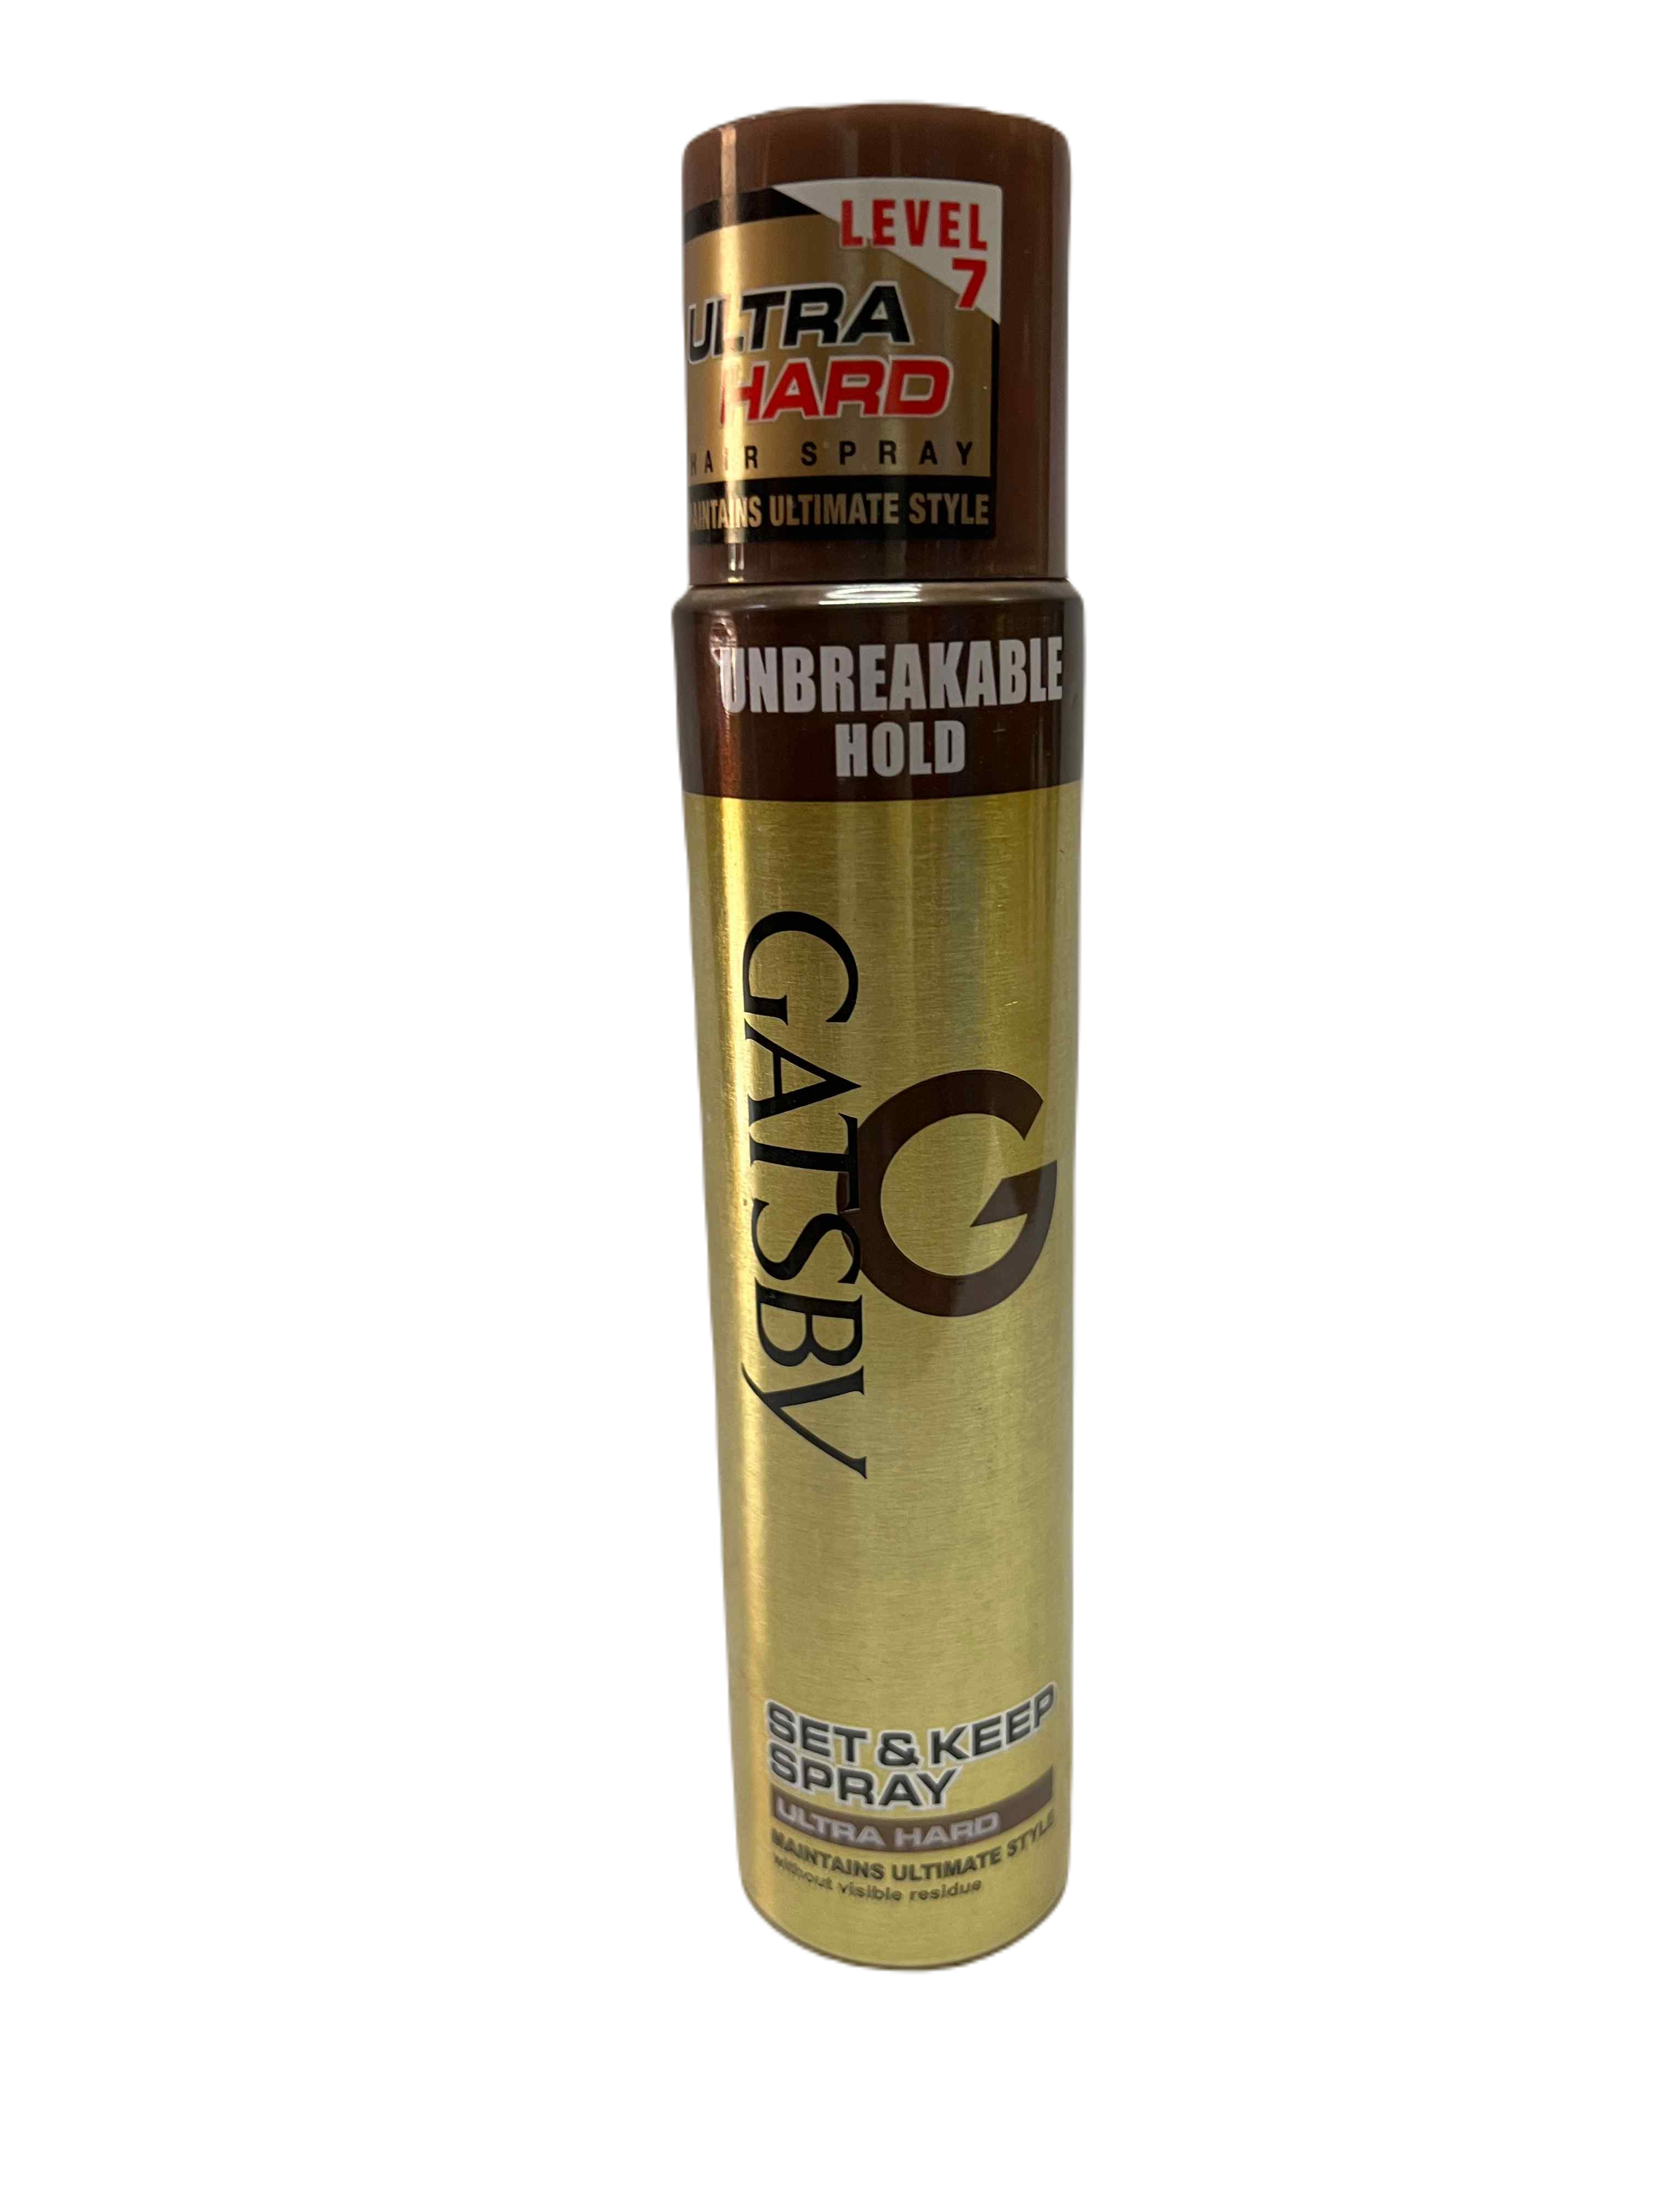 LEVEL
7
ULTRA
HARD
HAIR SPRAY
MAINTAINS ULTIMATE STYLE
UNBREAKABLE
HOLD
GATSBY
G
SET & KEEP
SPRAY
ULTRA HARD
MAINTAINS ULTIMATE STYLE
without visible residue